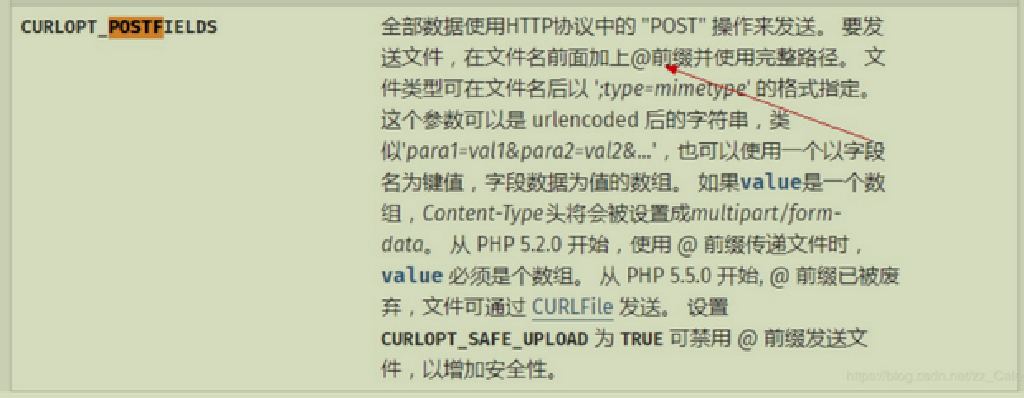 CURLOPT_POSTFIELDS
全部数据使用HTTP协议中的 "POST" 操作来发送。 要发
送文件，在文件名前面加上@前缀并使用完整路径。 文
件类型可在文件名后以 ';type=mimetype' 的格式指定。
这个参数可以是 urlencoded 后的字符串，类
似'para1=val1&para2=val2&...'，也可以使用一个以字段
名为键值，字段数据为值的数组。 如果value是一个数
组，Content-Type头将会被设置成multipart/form-
data。 从 PHP 5.2.0 开始，使用 @ 前缀传递文件时，
value 必须是个数组。 从 PHP 5.5.0 开始, @ 前缀已被废
弃，文件可通过 CURLFile 发送。 设置
CURLOPT_SAFE_UPLOAD 为 TRUE 可禁用 @ 前缀发送文
件，以增加安全性。